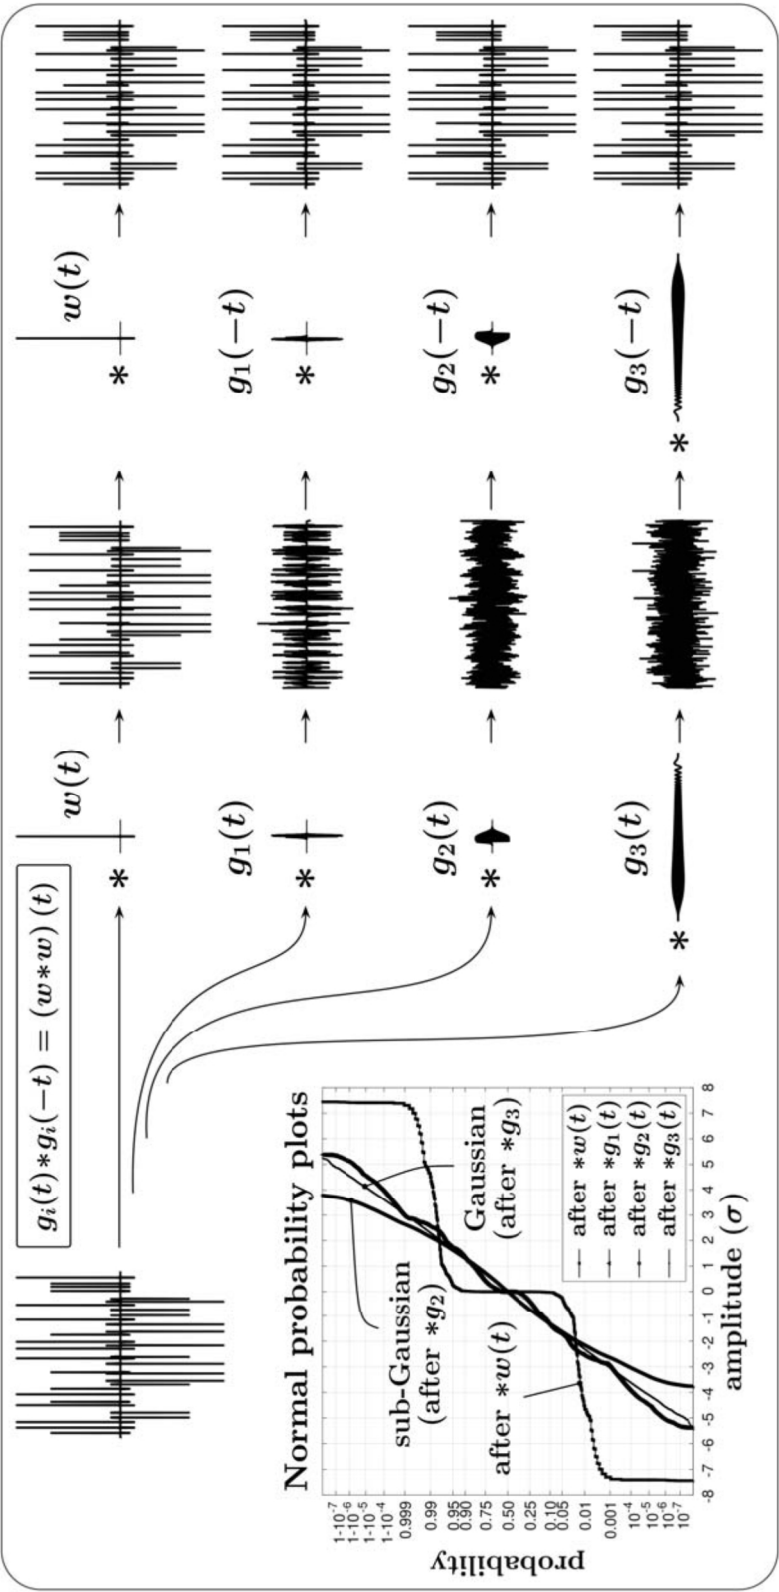 g₁(t)*g₁(−t) = (w*w)(t)
w(t)
w(t)
*
*
g₁(t)
g₁(−t)
*
*
g₂(t)
g₂(−t)
*
*
g₃(t)
g₃(−t)
*
*
Normal probability plots
probability
1-10⁻⁷
1-10⁻⁶
1-10⁻⁵
1-10⁻⁴
0.999
0.99
0.95
0.90
0.75
0.50
0.25
0.10
0.05
0.01
0.001
10⁻⁴
10⁻⁵
10⁻⁶
10⁻⁷
sub-Gaussian
(after *g₂)
after *w(t)
Gaussian
(after *g₃)
after *w(t)
after *g₁(t)
after *g₂(t)
after *g₃(t)
-8 -7 -6 -5 -4 -3 -2 -1 0 1 2 3 4 5 6 7 8
amplitude (σ)